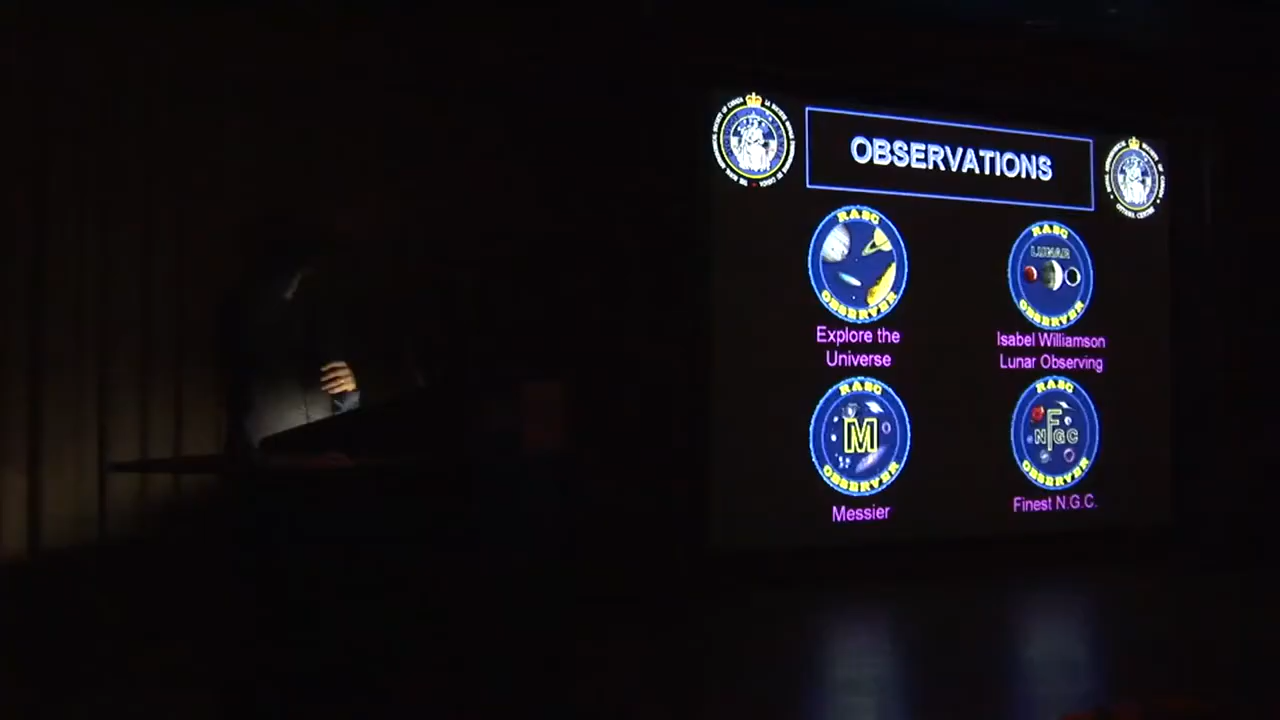 OBSERVATIONS
RASC
OBSERVER
Explore the
Universe
RASC
LUNAR
OBSERVER
Isabel Williamson
Lunar Observing
RASC
M
OBSERVER
Messier
RASC
F
NGC
OBSERVER
Finest N.G.C.